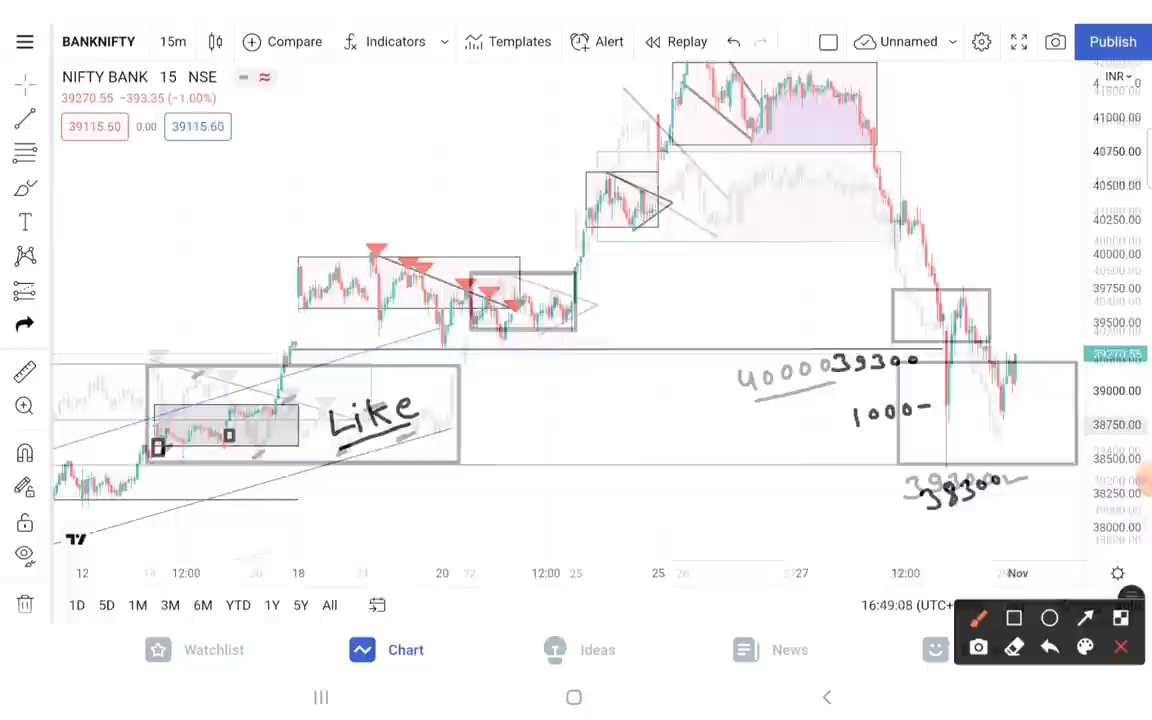 BANKNIFTY 15m Compare Indicators Templates Alert Replay Unnamed Publish
NIFTY BANK 15 NSE
INR
39270.55 −393.35 (−1.00%)
39115.60 0.00 39115.60
41000.00
40750.00
40500.00
40250.00
40000.00
39750.00
39500.00
39270.55
39000.00
38750.00
38500.00
38250.00
38000.00
40000 39300
1000-
Like
38300
12 12:00 18 20 12:00 25 25 26 27 12:00 Nov
1D 5D 1M 3M 6M YTD 1Y 5Y All
16:49:08 (UTC+
Watchlist Chart Ideas News